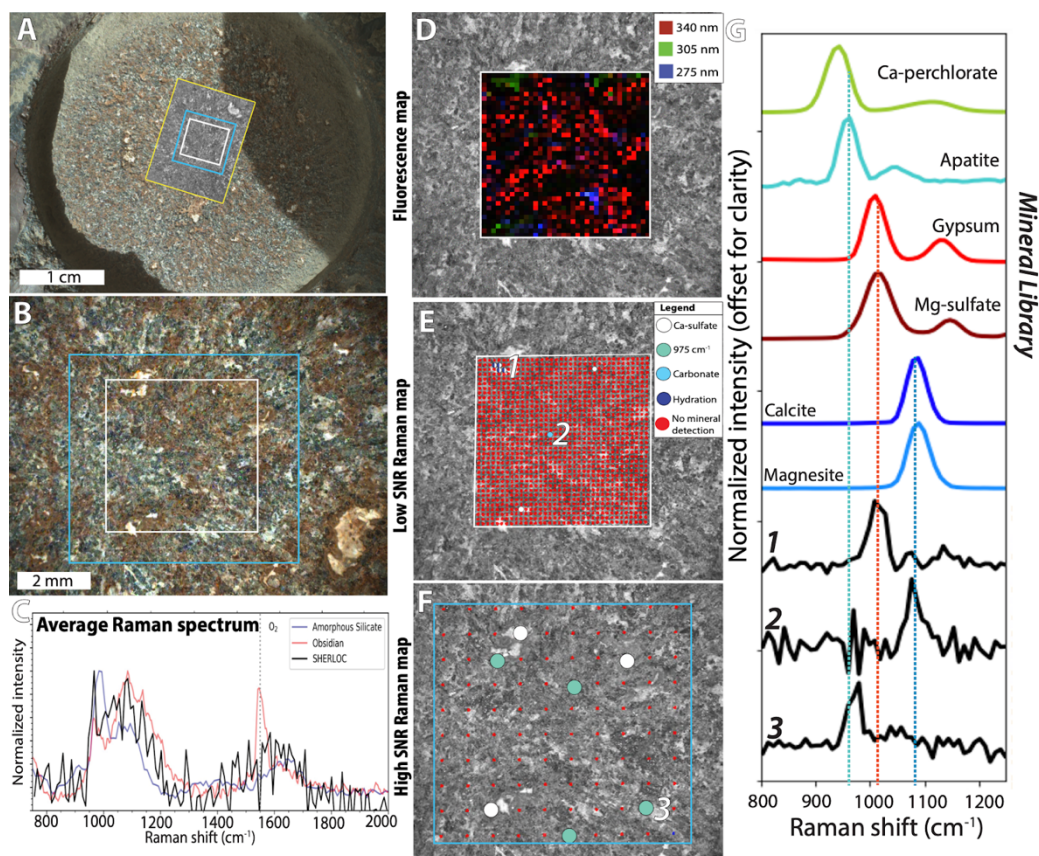 A
1 cm
B
2 mm
C
Average Raman spectrum
O₂
Amorphous Silicate
Obsidian
SHERLOC
Normalized intensity
800 1000 1200 1400 1600 1800 2000
Raman shift (cm⁻¹)
Fluorescence map
D
340 nm
305 nm
275 nm
Low SNR Raman map
E
Legend
Ca-sulfate
975 cm⁻¹
Carbonate
Hydration
No mineral
detection
1
2
High SNR Raman map
F
3
G
Normalized intensity (offset for clarity)
Ca-perchlorate
Apatite
Gypsum
Mg-sulfate
Calcite
Magnesite
1
2
3
800 900 1000 1100 1200
Raman shift (cm⁻¹)
Mineral Library